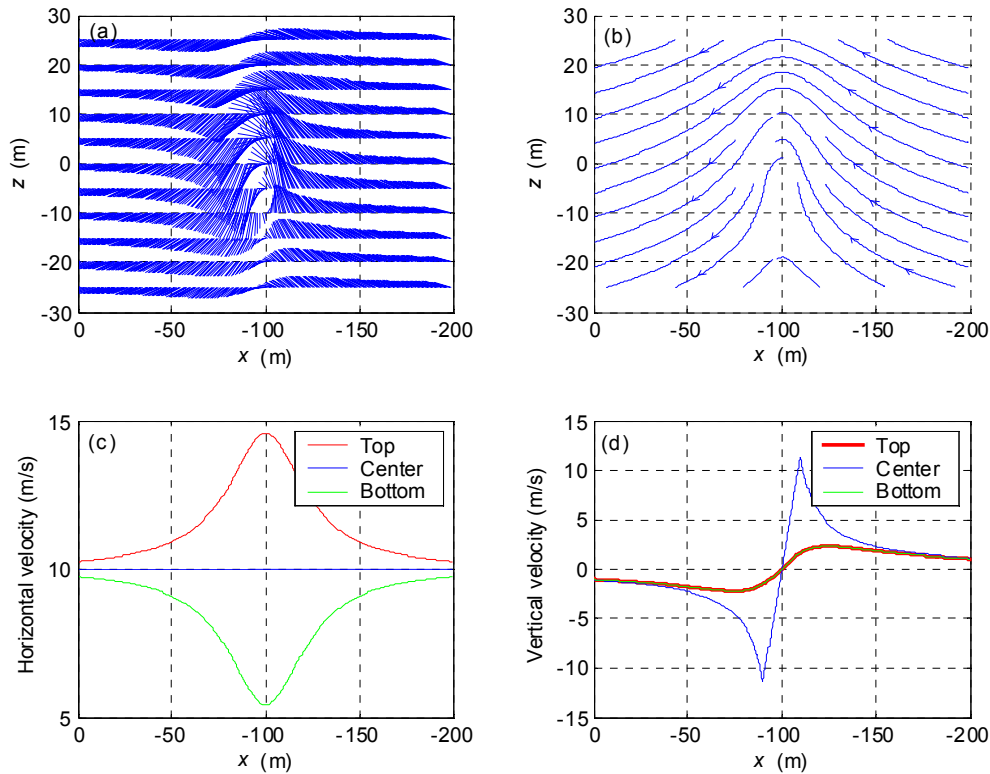 (a)
30
20
10
0
-10
-20
-30
z (m)
0
-50
-100
-150
-200
x (m)
(b)
30
20
10
0
-10
-20
-30
z (m)
0
-50
-100
-150
-200
x (m)
(c)
15
10
5
Horizontal velocity (m/s)
Top
Center
Bottom
0
-50
-100
-150
-200
x (m)
(d)
15
10
5
0
-5
-10
-15
Vertical velocity (m/s)
Top
Center
Bottom
0
-50
-100
-150
-200
x (m)